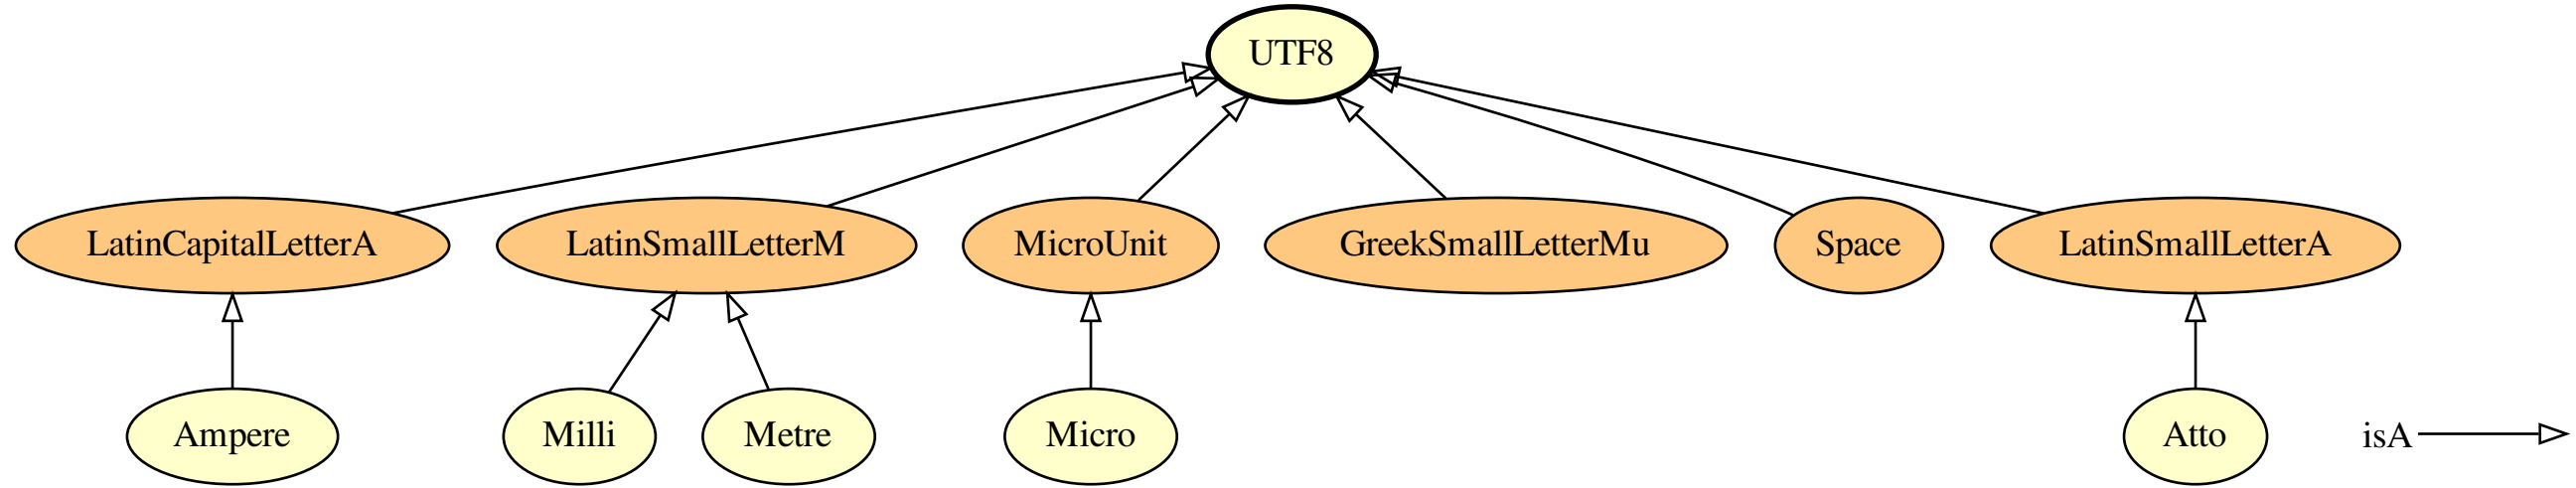 UTF8
LatinCapitalLetterA
LatinSmallLetterM
MicroUnit
GreekSmallLetterMu
Space
LatinSmallLetterA
Ampere
Milli
Metre
Micro
Atto
isA